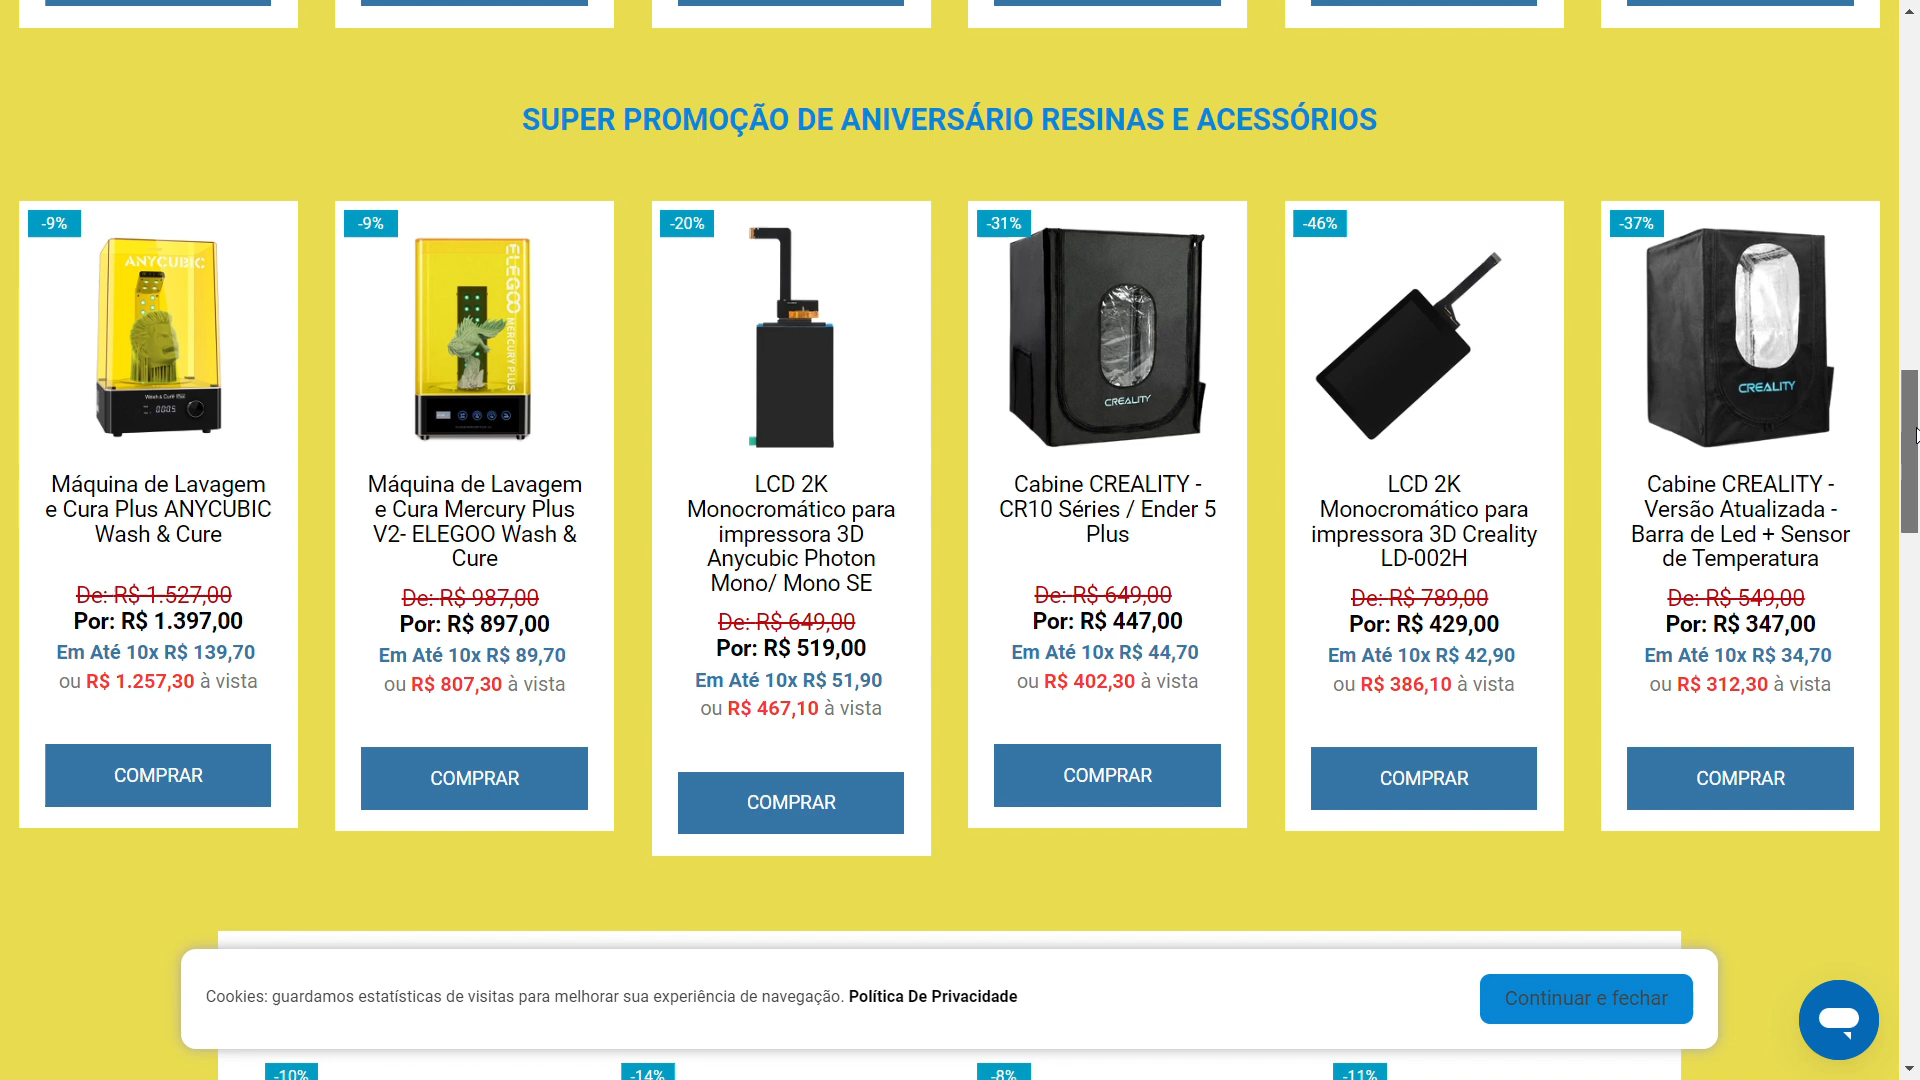 SUPER PROMOÇÃO DE ANIVERSÁRIO RESINAS E ACESSÓRIOS
-9%
ANYCUBIC
Wash & Cure
Máquina de Lavagem
e Cura Plus ANYCUBIC
Wash & Cure
De: R$ 1.527,00
Por: R$ 1.397,00
Em Até 10x R$ 139,70
ou R$ 1.257,30 à vista
COMPRAR
-9%
ELEGOO MERCURY PLUS
Máquina de Lavagem
e Cura Mercury Plus
V2- ELEGOO Wash &
Cure
De: R$ 987,00
Por: R$ 897,00
Em Até 10x R$ 89,70
ou R$ 807,30 à vista
COMPRAR
-20%
LCD 2K
Monocromático para
impressora 3D
Anycubic Photon
Mono/ Mono SE
De: R$ 649,00
Por: R$ 519,00
Em Até 10x R$ 51,90
ou R$ 467,10 à vista
COMPRAR
-31%
CREALITY
Cabine CREALITY -
CR10 Séries / Ender 5
Plus
De: R$ 649,00
Por: R$ 447,00
Em Até 10x R$ 44,70
ou R$ 402,30 à vista
COMPRAR
-46%
LCD 2K
Monocromático para
impressora 3D Creality
LD-002H
De: R$ 789,00
Por: R$ 429,00
Em Até 10x R$ 42,90
ou R$ 386,10 à vista
COMPRAR
-37%
CREALITY
Cabine CREALITY -
Versão Atualizada -
Barra de Led + Sensor
de Temperatura
De: R$ 549,00
Por: R$ 347,00
Em Até 10x R$ 34,70
ou R$ 312,30 à vista
COMPRAR
Cookies: guardamos estatísticas de visitas para melhorar sua experiência de navegação. Política De Privacidade
Continuar e fechar
-10%
-14%
-8%
-11%